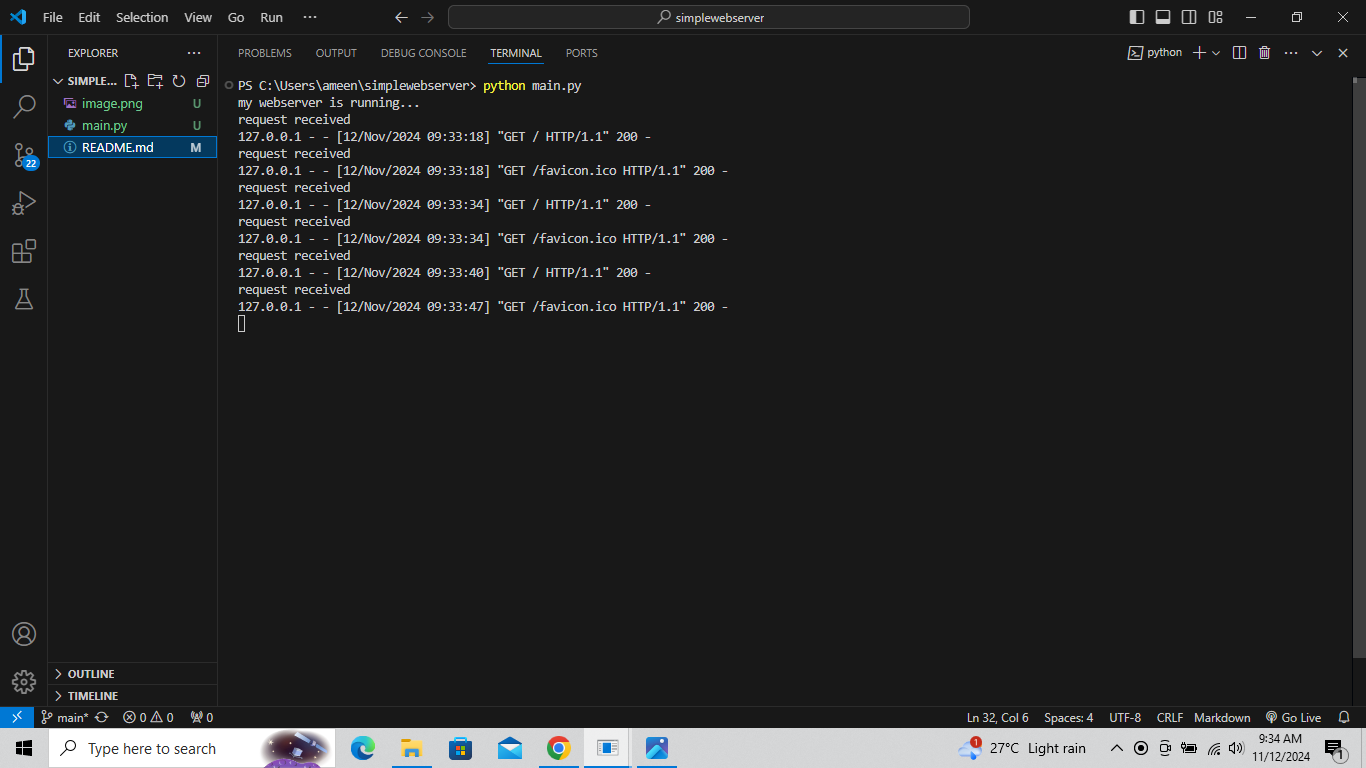 File Edit Selection View Go Run ··· simplewebserver
EXPLORER ···
PROBLEMS OUTPUT DEBUG CONSOLE TERMINAL PORTS python ···
SIMPLE...
image.png U
main.py U
README.md M
22
PS C:\Users\ameen\simplewebserver> python main.py
my webserver is running...
request received
127.0.0.1 - - [12/Nov/2024 09:33:18] "GET / HTTP/1.1" 200 -
request received
127.0.0.1 - - [12/Nov/2024 09:33:18] "GET /favicon.ico HTTP/1.1" 200 -
request received
127.0.0.1 - - [12/Nov/2024 09:33:34] "GET / HTTP/1.1" 200 -
request received
127.0.0.1 - - [12/Nov/2024 09:33:34] "GET /favicon.ico HTTP/1.1" 200 -
request received
127.0.0.1 - - [12/Nov/2024 09:33:40] "GET / HTTP/1.1" 200 -
request received
127.0.0.1 - - [12/Nov/2024 09:33:47] "GET /favicon.ico HTTP/1.1" 200 -
OUTLINE
TIMELINE
main* 0 0 0 Ln 32, Col 6 Spaces: 4 UTF-8 CRLF Markdown Go Live
Type here to search 1 27°C Light rain 9:34 AM
11/12/2024 1